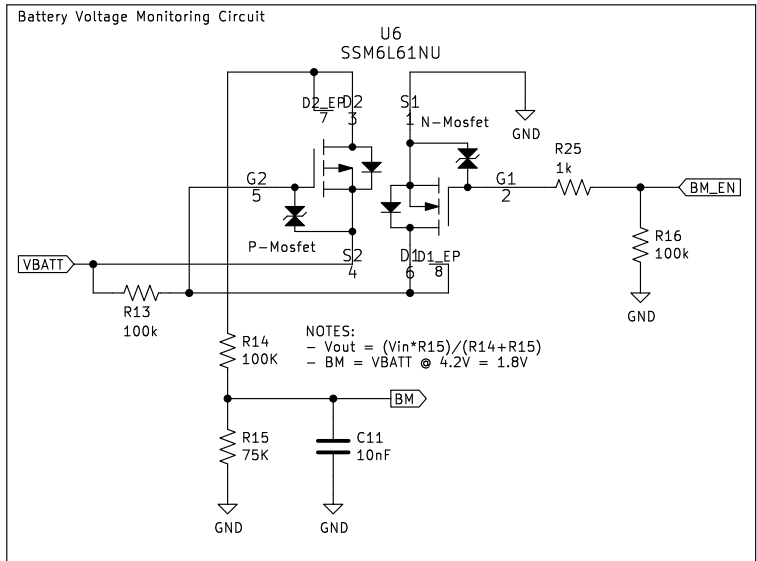 Battery Voltage Monitoring Circuit
U6
SSM6L61NU
D2_EP
7
D2
3
S1
1
N-Mosfet
GND
R25
1k
G2
5
G1
2
BM_EN
P-Mosfet
R16
100k
VBATT
S2
4
D1
6
D1_EP
8
R13
100k
GND
R14
100K
NOTES:
- Vout = (Vin*R15)/(R14+R15)
- BM = VBATT @ 4.2V = 1.8V
BM
R15
75K
C11
10nF
GND
GND